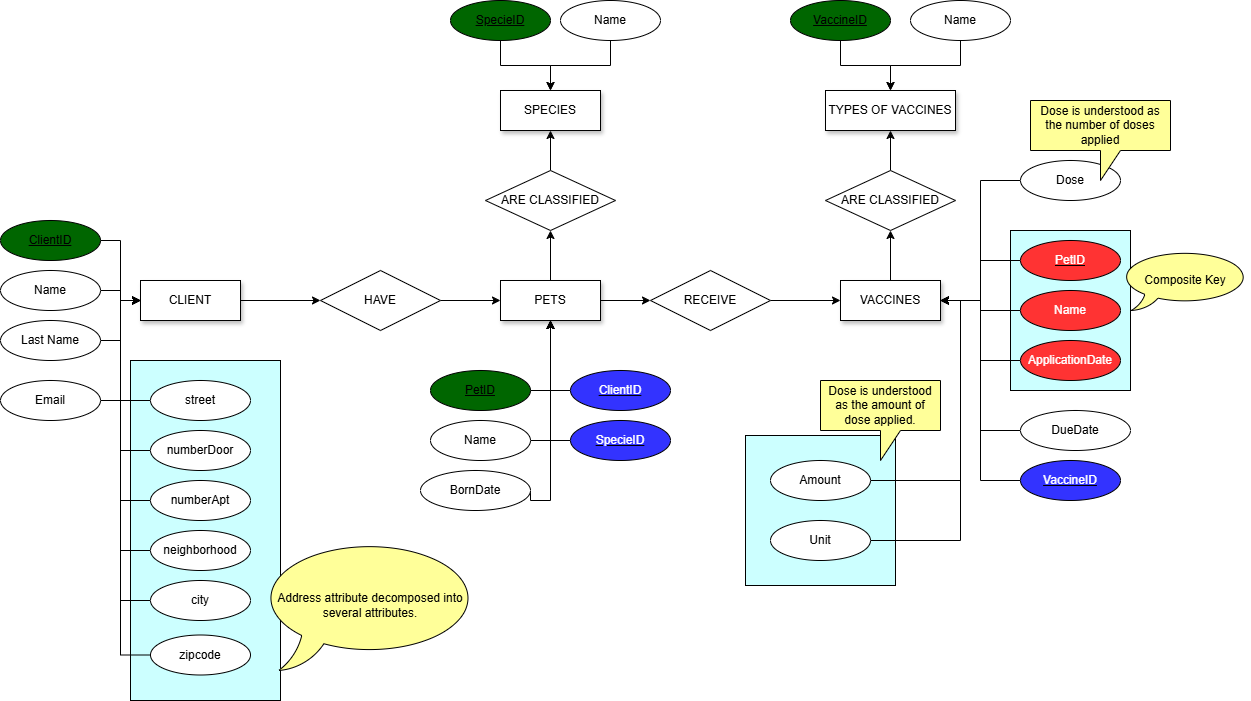 SpecieID
Name
VaccineID
Name
SPECIES
TYPES OF VACCINES
Dose is understood as
the number of doses
applied
Dose
ARE CLASSIFIED
ARE CLASSIFIED
ClientID
Name
Last Name
Email
CLIENT
HAVE
PETS
RECEIVE
VACCINES
PetID
Name
ApplicationDate
Composite Key
DueDate
VaccineID
PetID
ClientID
Name
SpecieID
BornDate
Dose is understood
as the amount of
dose applied.
Amount
Unit
street
numberDoor
numberApt
neighborhood
city
zipcode
Address attribute decomposed into
several attributes.